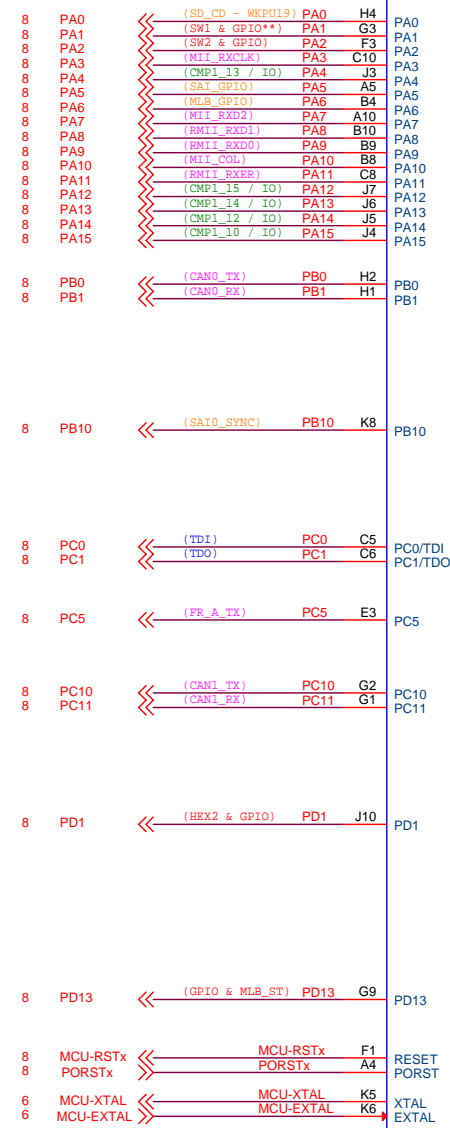 8 PA0 (SD_CD - WKPU19) PA0 H4 PA0
8 PA1 (SW1 & GPIO**) PA1 G3 PA1
8 PA2 (SW2 & GPIO) PA2 F3 PA2
8 PA3 (MII_RXCLK) PA3 C10 PA3
8 PA4 (CMP1_13 / IO) PA4 J3 PA4
8 PA5 (SAI_GPIO) PA5 A5 PA5
8 PA6 (MLB_GPIO) PA6 B4 PA6
8 PA7 (MII_RXD2) PA7 A10 PA7
8 PA8 (RMII_RXD1) PA8 B10 PA8
8 PA9 (RMII_RXD0) PA9 B9 PA9
8 PA10 (MII_COL) PA10 B8 PA10
8 PA11 (RMII_RXER) PA11 C8 PA11
8 PA12 (CMP1_15 / IO) PA12 J7 PA12
8 PA13 (CMP1_14 / IO) PA13 J6 PA13
8 PA14 (CMP1_12 / IO) PA14 J5 PA14
8 PA15 (CMP1_10 / IO) PA15 J4 PA15
8 PB0 (CAN0_TX) PB0 H2 PB0
8 PB1 (CAN0_RX) PB1 H1 PB1
8 PB10 (SAI0_SYNC) PB10 K8 PB10
8 PC0 (TDI) PC0 C5 PC0/TDI
8 PC1 (TDO) PC1 C6 PC1/TDO
8 PC5 (FR_A_TX) PC5 E3 PC5
8 PC10 (CAN1_TX) PC10 G2 PC10
8 PC11 (CAN1_RX) PC11 G1 PC11
8 PD1 (HEX2 & GPIO) PD1 J10 PD1
8 PD13 (GPIO & MLB_ST) PD13 G9 PD13
8 MCU-RSTx MCU-RSTx F1 RESET
8 PORSTx PORSTx A4 PORST
6 MCU-XTAL MCU-XTAL K5 XTAL
6 MCU-EXTAL MCU-EXTAL K6 EXTAL